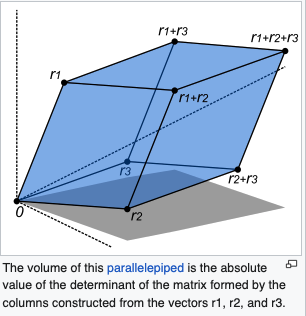 r1+r3
r1+r2+r3
r1
r1+r2
r3
r2+r3
0
r2
The volume of this parallelepiped is the absolute
value of the determinant of the matrix formed by the
columns constructed from the vectors r1, r2, and r3.